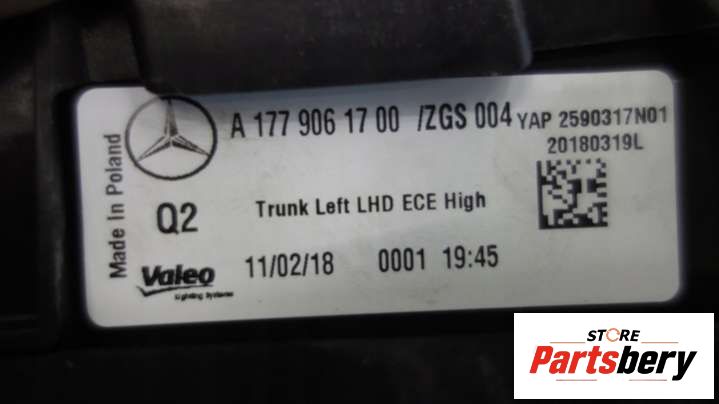 Made In Poland
A 177 906 17 00 /ZGS 004 YAP 2590317N01
20180319L
Q2 Trunk Left LHD ECE High
Valeo 11/02/18 0001 19:45
Lighting Systems
STORE
Partsbery